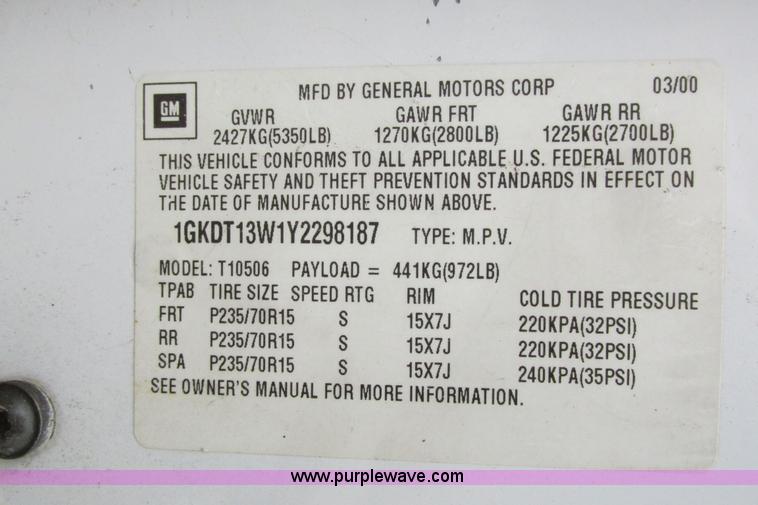 MFD BY GENERAL MOTORS CORP 03/00
GM
GVWR GAWR FRT GAWR RR
2427KG(5350LB) 1270KG(2800LB) 1225KG(2700LB)
THIS VEHICLE CONFORMS TO ALL APPLICABLE U.S. FEDERAL MOTOR
VEHICLE SAFETY AND THEFT PREVENTION STANDARDS IN EFFECT ON
THE DATE OF MANUFACTURE SHOWN ABOVE.
1GKDT13W1Y2298187 TYPE: M.P.V.
MODEL: T10506 PAYLOAD = 441KG(972LB)
TPAB TIRE SIZE SPEED RTG RIM COLD TIRE PRESSURE
FRT P235/70R15 S 15X7J 220KPA(32PSI)
RR P235/70R15 S 15X7J 220KPA(32PSI)
SPA P235/70R15 S 15X7J 240KPA(35PSI)
SEE OWNER'S MANUAL FOR MORE INFORMATION.
www.purplewave.com